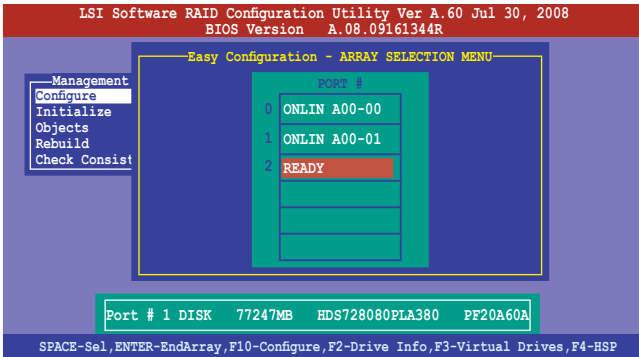 LSI Software RAID Configuration Utility Ver A.60 Jul 30, 2008
BIOS Version A.08.09161344R
Easy Configuration - ARRAY SELECTION MENU
Management
Configure
Initialize
Objects
Rebuild
Check Consist
PORT #
0 ONLIN A00-00
1 ONLIN A00-01
2 READY
Port # 1 DISK 77247MB HDS728080PLA380 PF20A60A
SPACE-Sel,ENTER-EndArray,F10-Configure,F2-Drive Info,F3-Virtual Drives,F4-HSP